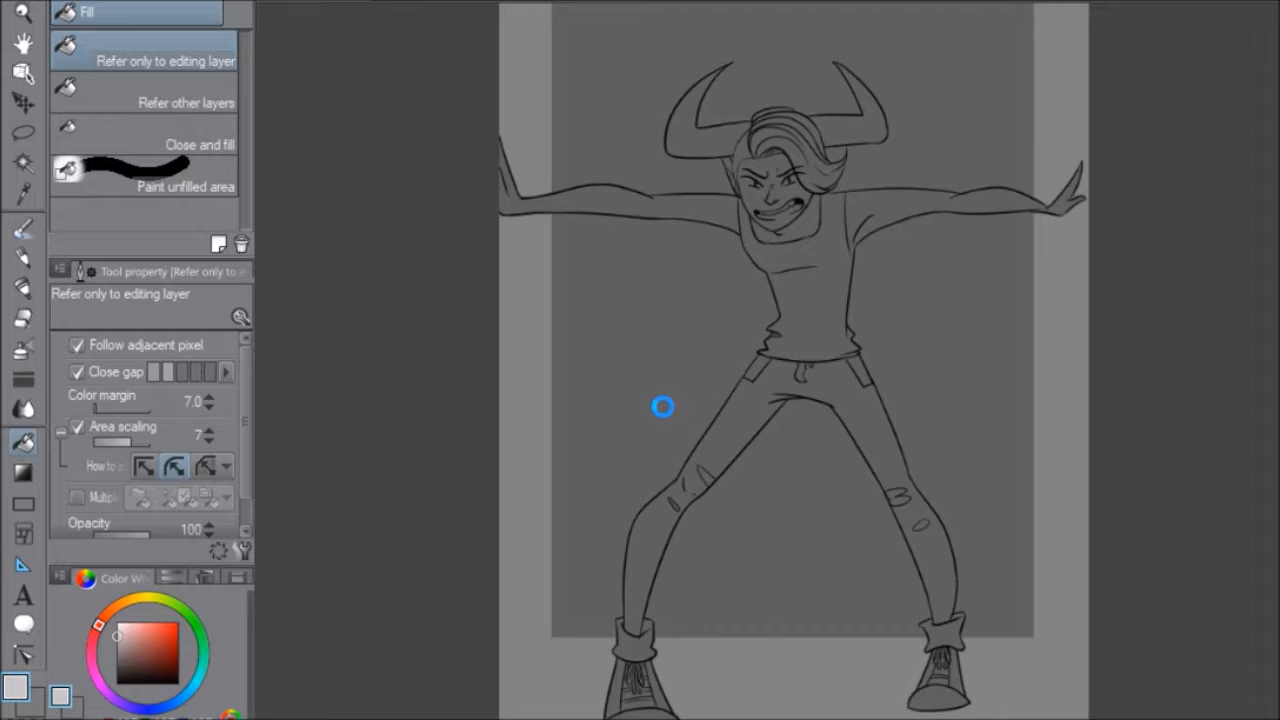 Fill
Refer only to editing layer
Refer other layers
Close and fill
Paint unfilled area
Tool property [Refer only to
Refer only to editing layer
Follow adjacent pixel
Close gap
Color margin 7.0
Area scaling 7
How to
Multipl
Opacity 100
Color
A